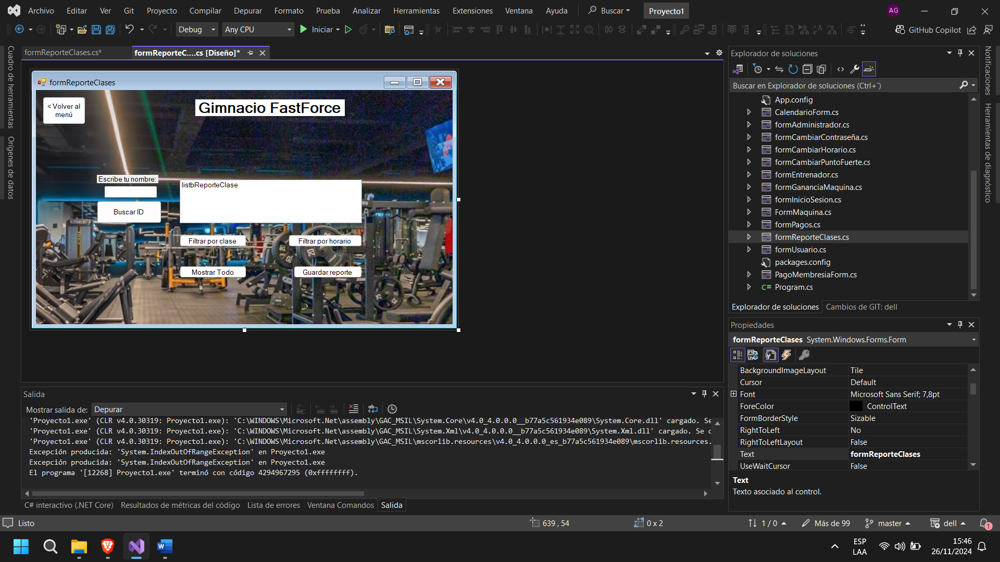 Archivo Editar Ver Git Proyecto Compilar Depurar Formato Prueba Analizar Herramientas Extensiones Ventana Ayuda Buscar Proyecto1 AG
Debug Any CPU Iniciar GitHub Copilot
Cuadro de herramientas
Orígenes de datos
formReporteClases.cs*
formReporteC....cs [Diseño]*
formReporteClases
< Volver al
menú
Gimnacio FastForce
Escribe tu nombre:
Buscar ID
listbReporteClase
Filtrar por clase
Filtrar por horario
Mostrar Todo
Guardar reporte
Explorador de soluciones
Buscar en Explorador de soluciones (Ctrl+´)
App.config
CalendarioForm.cs
formAdministrador.cs
formCambiarContraseña.cs
formCambiarHorario.cs
formCambiarPuntoFuerte.cs
formEntrenador.cs
formGananciaMaquina.cs
formInicioSesion.cs
FormMaquina.cs
formPagos.cs
formReporteClases.cs
formUsuario.cs
packages.config
PagoMembresiaForm.cs
C# Program.cs
Explorador de soluciones Cambios de GIT: dell
Notificaciones
Herramientas de diagnóstico
Propiedades
formReporteClases System.Windows.Forms.Form
BackgroundImageLayout Tile
Cursor Default
Font Microsoft Sans Serif; 7,8pt
ForeColor ControlText
FormBorderStyle Sizable
RightToLeft No
RightToLeftLayout False
Text formReporteClases
UseWaitCursor False
Text
Texto asociado al control.
Salida
Mostrar salida de: Depurar
'Proyecto1.exe' (CLR v4.0.30319: Proyecto1.exe): 'C:\WINDOWS\Microsoft.Net\assembly\GAC_MSIL\System.Core\v4.0_4.0.0.0__b77a5c561934e089\System.Core.dll' cargado. Se
'Proyecto1.exe' (CLR v4.0.30319: Proyecto1.exe): 'C:\WINDOWS\Microsoft.Net\assembly\GAC_MSIL\System.Xml\v4.0_4.0.0.0__b77a5c561934e089\System.Xml.dll' cargado. Se
'Proyecto1.exe' (CLR v4.0.30319: Proyecto1.exe): 'C:\WINDOWS\Microsoft.Net\assembly\GAC_MSIL\mscorlib.resources\v4.0_4.0.0.0_es_b77a5c561934e089\mscorlib.resources.
Excepción producida: 'System.IndexOutOfRangeException' en Proyecto1.exe
Excepción producida: 'System.IndexOutOfRangeException' en Proyecto1.exe
El programa '[12268] Proyecto1.exe' terminó con código 4294967295 (0xffffffff).
C# interactivo (.NET Core) Resultados de métricas del código Lista de errores Ventana Comandos Salida
Listo 639 , 54 0 x 2 1 / 0 Más de 99 master dell 1
ESP
LAA
15:46
26/11/2024